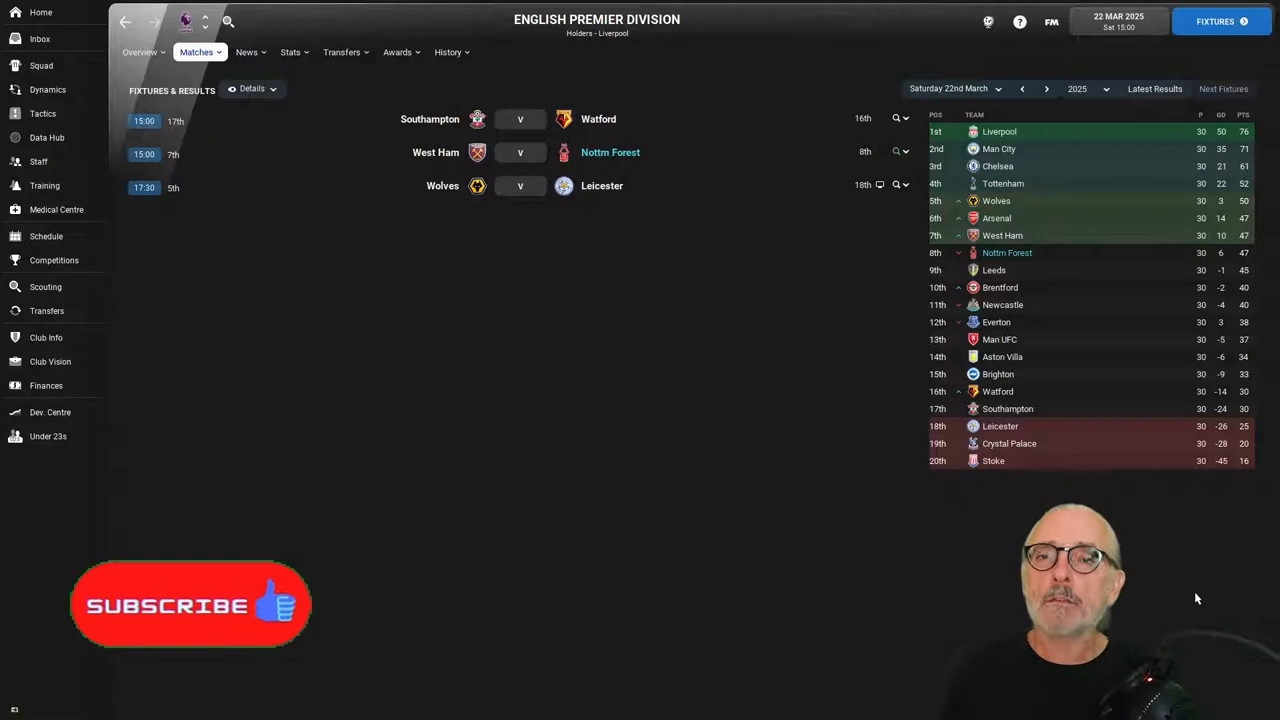 Home
Inbox
Squad
Dynamics
Tactics
Data Hub
Staff
Training
Medical Centre
Schedule
Competitions
Scouting
Transfers
Club Info
Club Vision
Finances
Dev. Centre
Under 23s
ENGLISH PREMIER DIVISION
Holders - Liverpool
FM
22 MAR 2025
Sat 15:00
FIXTURES
Overview Matches News Stats Transfers Awards History
FIXTURES & RESULTS Details
Saturday 22nd March 2025 Latest Results Next Fixtures
15:00 17th Southampton v Watford 16th
15:00 7th West Ham v Nottm Forest 8th
17:30 5th Wolves v Leicester 18th
POS TEAM P GD PTS
1st Liverpool 30 50 76
2nd Man City 30 35 71
3rd Chelsea 30 21 61
4th Tottenham 30 22 52
5th Wolves 30 3 50
6th Arsenal 30 14 47
7th West Ham 30 10 47
8th Nottm Forest 30 6 47
9th Leeds 30 -1 45
10th Brentford 30 -2 40
11th Newcastle 30 -4 40
12th Everton 30 3 38
13th Man UFC 30 -5 37
14th Aston Villa 30 -6 34
15th Brighton 30 -9 33
16th Watford 30 -14 30
17th Southampton 30 -24 30
18th Leicester 30 -26 25
19th Crystal Palace 30 -28 20
20th Stoke 30 -45 16
SUBSCRIBE